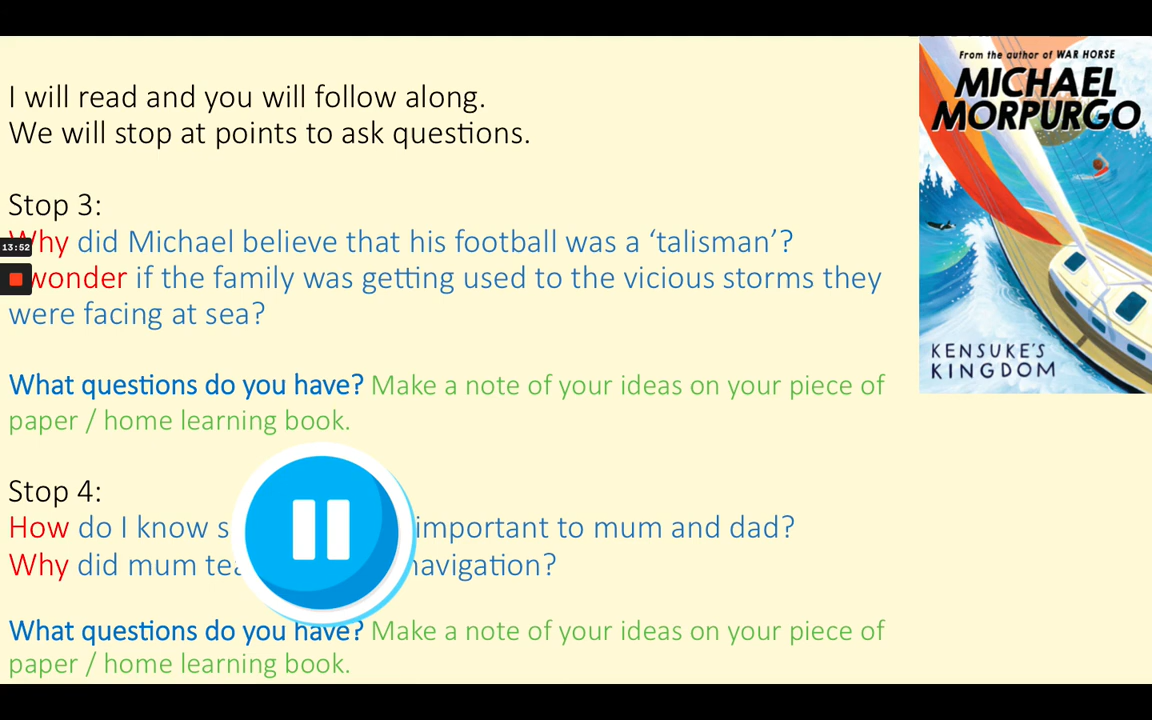 I will read and you will follow along.
We will stop at points to ask questions.
Stop 3:
Why did Michael believe that his football was a ‘talisman’?
13:52
wonder if the family was getting used to the vicious storms they
were facing at sea?
What questions do you have? Make a note of your ideas on your piece of
paper / home learning book.
Stop 4:
How do I know important to mum and dad?
Why did mum navigation?
What questions do you have? Make a note of your ideas on your piece of
paper / home learning book.
From the author of WAR HORSE
MICHAEL
MORPURGO
KENSUKE'S
KINGDOM